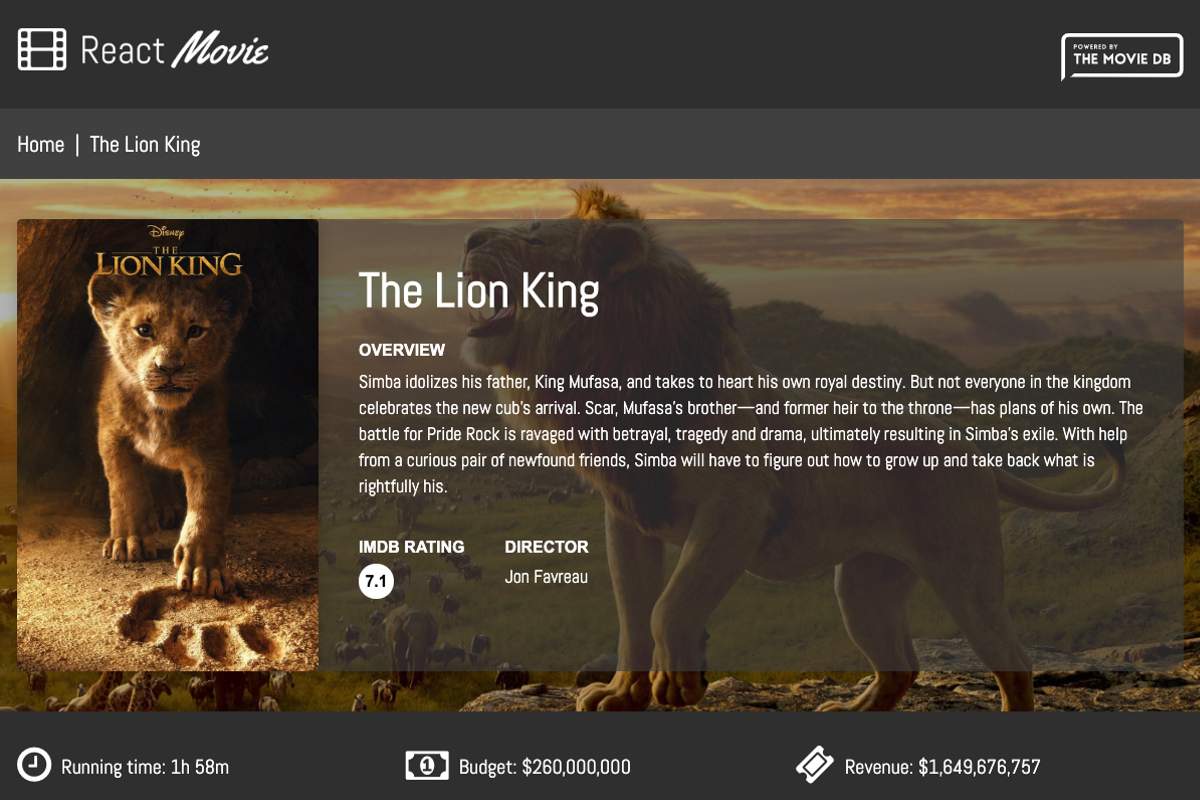 React Movie
POWERED BY
THE MOVIE DB
Home | The Lion King
Disney
THE
LION KING
The Lion King
OVERVIEW
Simba idolizes his father, King Mufasa, and takes to heart his own royal destiny. But not everyone in the kingdom
celebrates the new cub's arrival. Scar, Mufasa's brother—and former heir to the throne—has plans of his own. The
battle for Pride Rock is ravaged with betrayal, tragedy and drama, ultimately resulting in Simba's exile. With help
from a curious pair of newfound friends, Simba will have to figure out how to grow up and take back what is
rightfully his.
IMDB RATING DIRECTOR
7.1 Jon Favreau
Running time: 1h 58m
1 Budget: $260,000,000
Revenue: $1,649,676,757